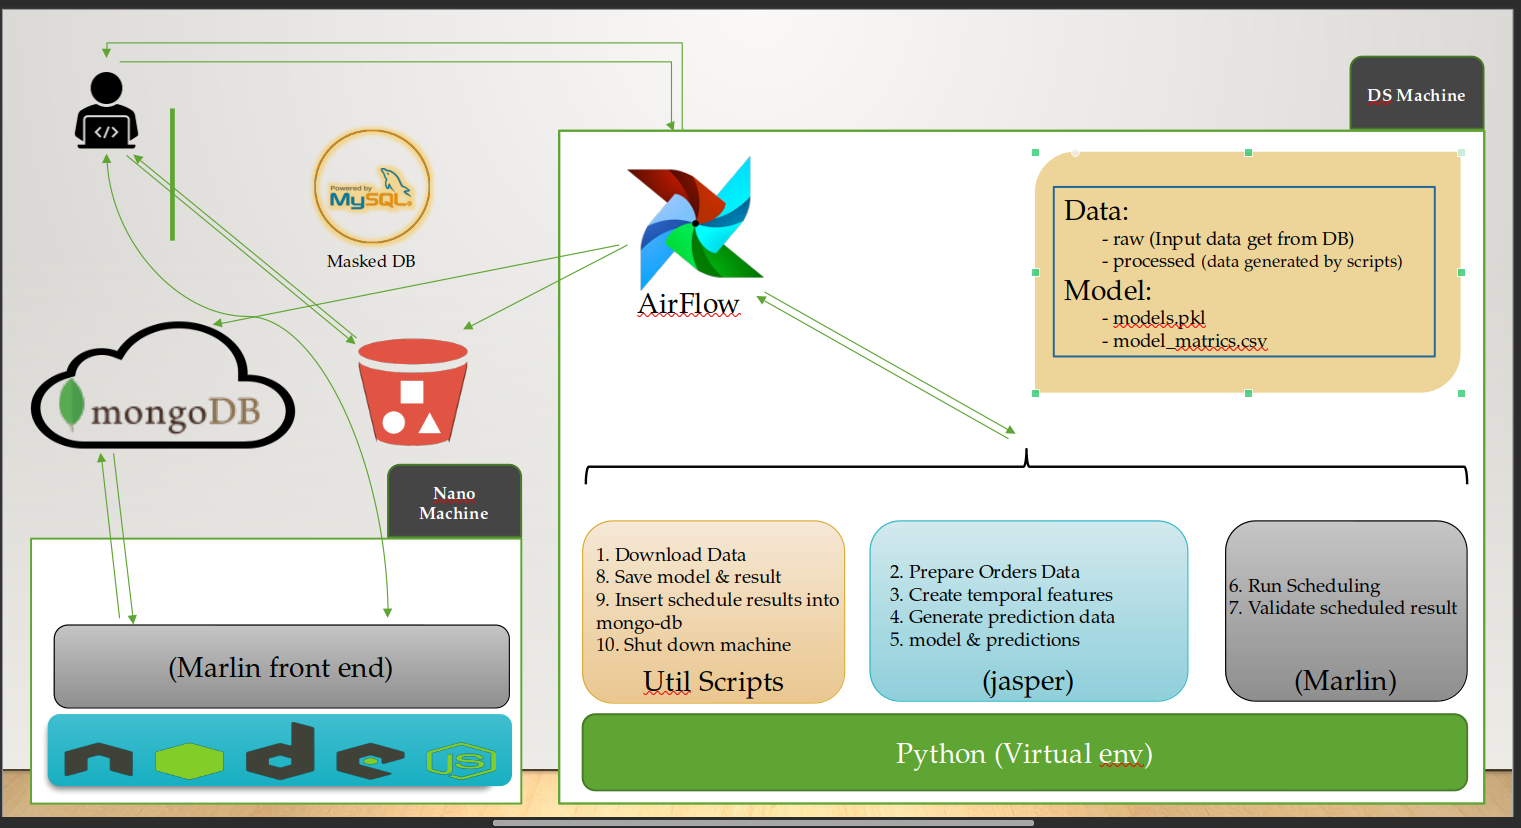 DS Machine
</>
Powered by
MySQL.
Masked DB
AirFlow
Data:
- raw (Input data get from DB)
- processed (data generated by scripts)
Model:
- models.pkl
- model_matrics.csv
mongoDB
Nano
Machine
(Marlin front end)
node
JS
1. Download Data
8. Save model & result
9. Insert schedule results into
mongo-db
10. Shut down machine
Util Scripts
2. Prepare Orders Data
3. Create temporal features
4. Generate prediction data
5. model & predictions
(jasper)
6. Run Scheduling
7. Validate scheduled result
(Marlin)
Python (Virtual env)